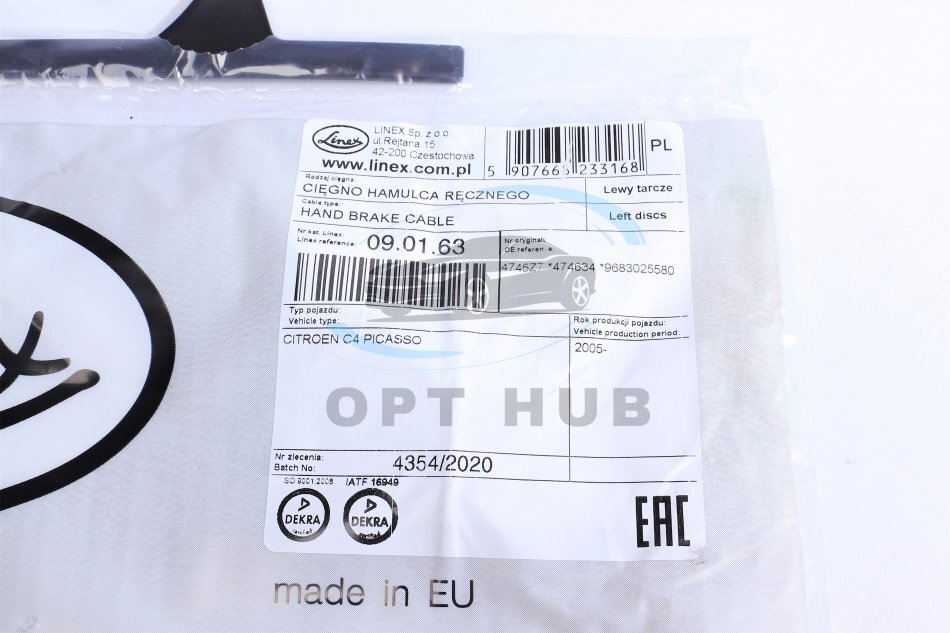 Linex
LINEX Sp. z o.o.
ul. Rejtana 16
42-200 Czestochowa
www.linex.com.pl
5 907665 233168
PL
Rodzaj cięgna:
CIĘGNO HAMULCA RĘCZNEGO
Lewy tarcze
Cable type:
HAND BRAKE CABLE
Left discs
Nr kat. Linex:
Linex reference:
09.01.63
Nr oryginału:
OE reference:
*474634 *9683025580
Typ pojazdu:
Vehicle type:
Rok produkcji pojazdu:
Vehicle production period:
CITROEN C4 PICASSO
2005-
OPT HUB
Nr zlecenia:
Batch No:
4354/2020
ISO 9001:2008
IATF 16949
DEKRA
certified
DEKRA
certified
EAC
made in EU